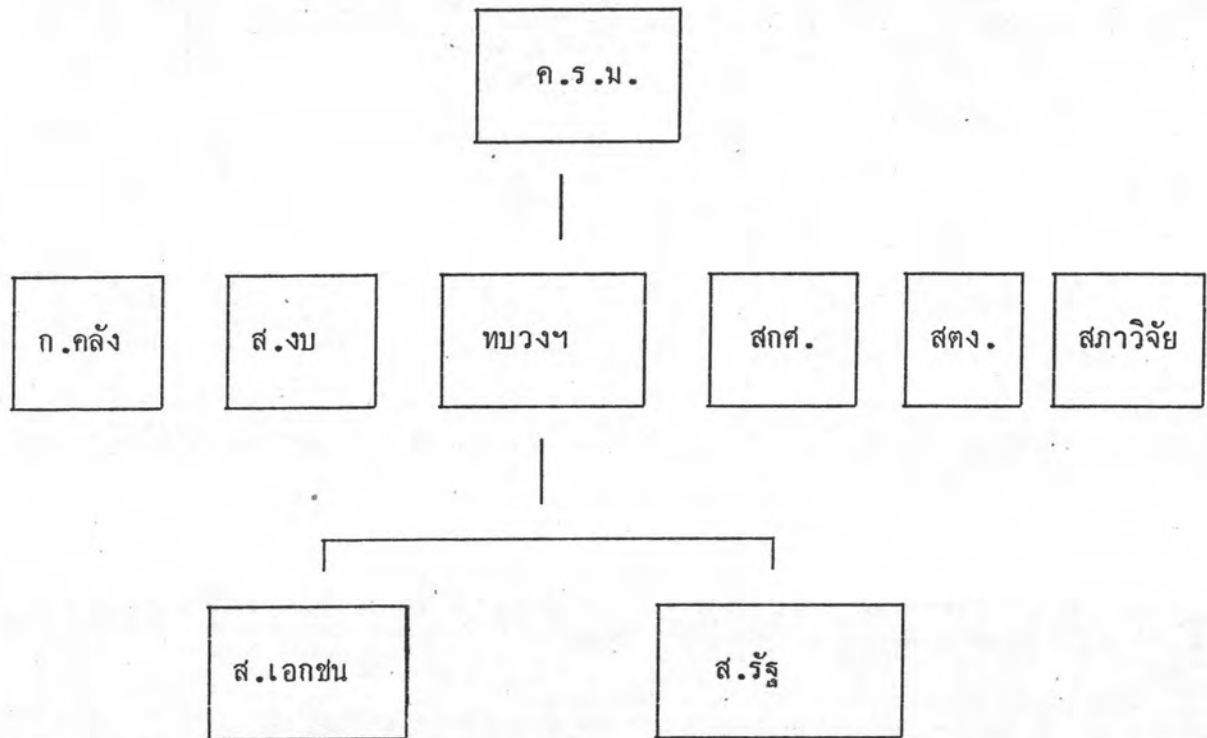 ค.ร.ม.
ก.คลัง ส.งบ ทบวงฯ สกศ. สตง. สภาวิจัย
ส.เอกชน ส.รัฐ